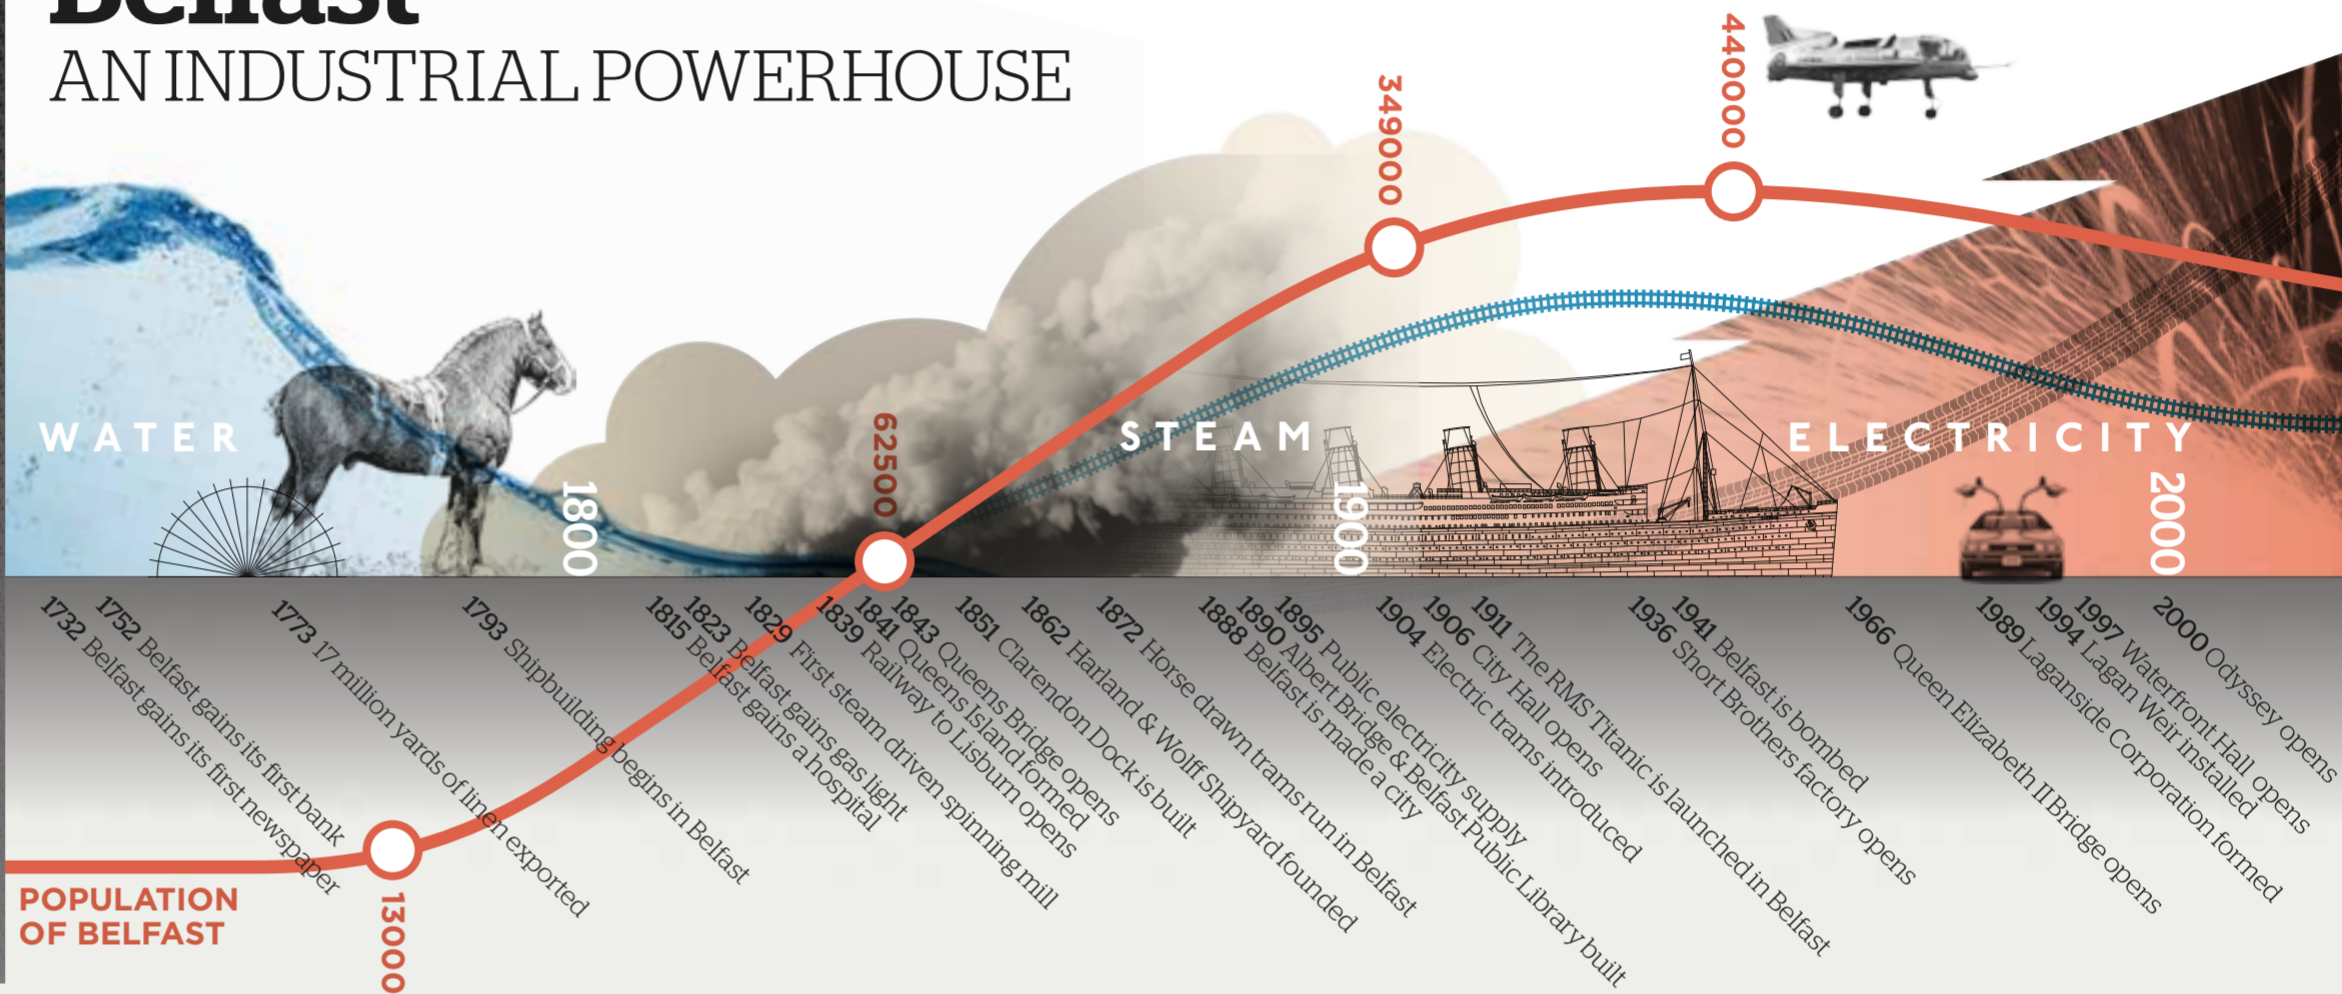 Belfast
AN INDUSTRIAL POWERHOUSE
WATER
STEAM
ELECTRICITY
1800
1900
2000
POPULATION
OF BELFAST
13000
62500
349000
440000
1732 Belfast gains its first newspaper
1752 Belfast gains its first bank
1773 17 million yards of linen exported
1793 Shipbuilding begins in Belfast
1815 Belfast gains a hospital
1823 Belfast gains gas light
1829 First steam driven spinning mill
1839 Railway to Lisburn opens
1841 Queens Island formed
1843 Queens Bridge opens
1851 Clarendon Dock is built
1862 Harland & Wolff Shipyard founded
1872 Horse drawn trams run in Belfast
1888 Belfast is made a city
1890 Albert Bridge & Belfast Public Library built
1895 Public electricity supply
1904 Electric trams introduced
1906 City Hall opens
1911 The RMS Titanic is launched in Belfast
1936 Short Brothers factory opens
1941 Belfast is bombed
1966 Queen Elizabeth II Bridge opens
1989 Laganside Corporation formed
1994 Lagan Weir installed
1997 Waterfront Hall opens
2000 Odyssey opens